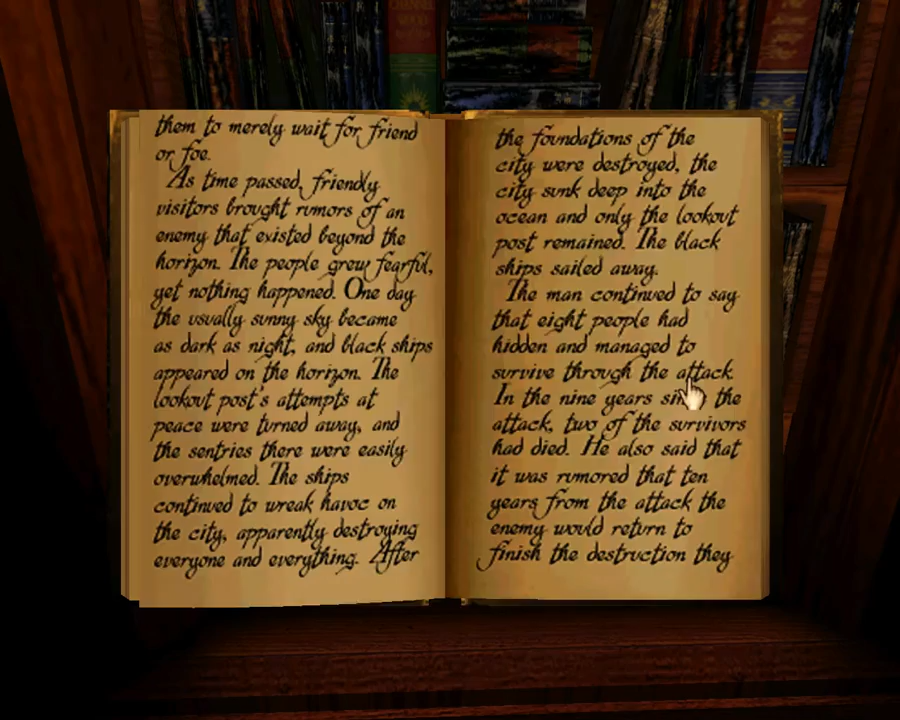 them to merely wait for friend
or foe.
As time passed, friendly
visitors brought rumors of an
enemy that existed beyond the
horizon. The people grew fearful,
yet nothing happened. One day
the usually sunny sky became
as dark as night, and black ships
appeared on the horizon. The
lookout post's attempts at
peace were turned away, and
the sentries there were easily
overwhelmed. The ships
continued to wreak havoc on
the city, apparently destroying
everyone and everything. After
the foundations of the
city were destroyed, the
city sunk deep into the
ocean and only the lookout
post remained. The black
ships sailed away.
The man continued to say
that eight people had
hidden and managed to
survive through the attack.
In the nine years since the
attack, two of the survivors
had died. He also said that
it was rumored that ten
years from the attack the
enemy would return to
finish the destruction they